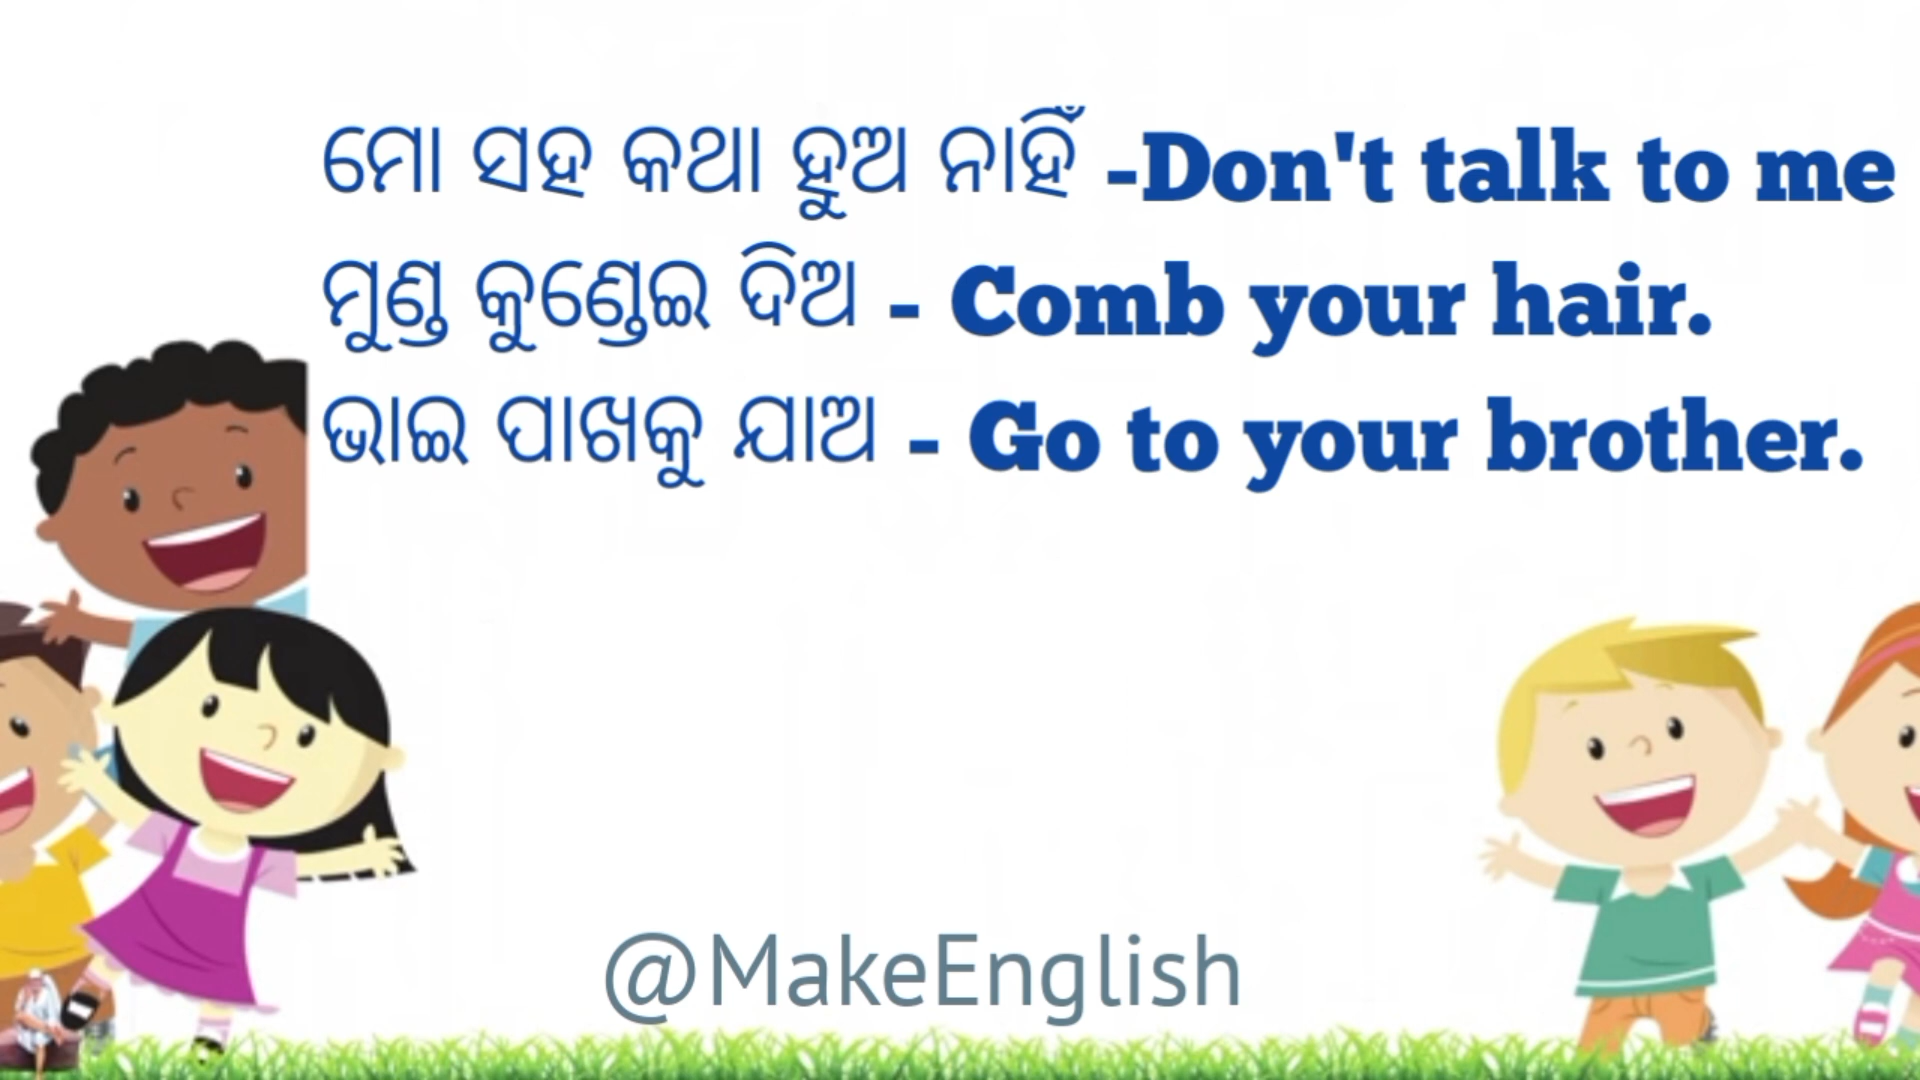 ମୋ ସହ କଥା ହୁଅ ନାହିଁ -Don't talk to me
ମୁଣ୍ଡ କୁଣ୍ଡେଇ ଦିଅ - Comb your hair.
ଭାଇ ପାଖକୁ ଯାଅ - Go to your brother.
@MakeEnglish